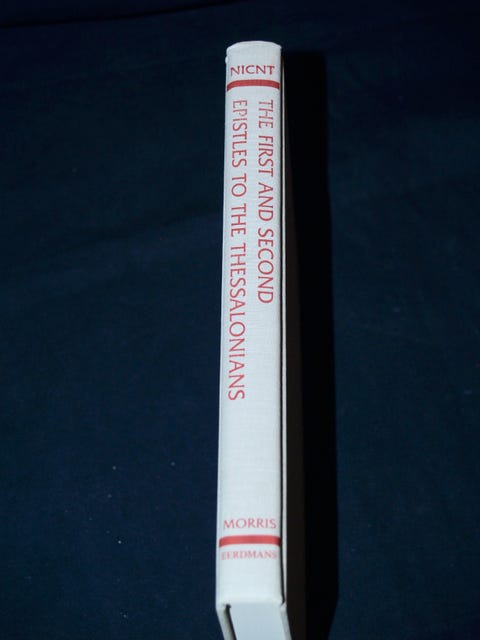 NICNT
THE FIRST AND SECOND
EPISTLES TO THE THESSALONIANS
MORRIS
EERDMANS